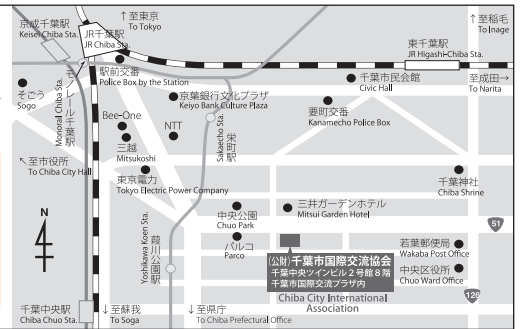 京成千葉駅
Keisei Chiba Sta.
JR千葉駅
JR Chiba Sta.
↑至東京
To Tokyo
↑至稲毛
To Inage
東千葉駅
JR Higashi-Chiba Sta.
至成田→
To Narita
モノレール千葉駅
Monorail Chiba Sta.
駅前交番
Police Box by the Station
そごう
Sogo
千葉市民会館
Civic Hall
京葉銀行文化プラザ
Keiyo Bank Culture Plaza
要町交番
Kanamecho Police Box
Bee-One
NTT
三越
Mitsukoshi
Sakaecho Sta.
栄町駅
↖至市役所
To Chiba City Hall
東京電力
Tokyo Electric Power Company
千葉神社
Chiba Shrine
N
4
中央公園
Chuo Park
三井ガーデンホテル
Mitsui Garden Hotel
51
パルコ
Parco
Yoshikawa Koen Sta.
葭川公園駅
(公財)千葉市国際交流協会
千葉中央ツインビル2号館8階
千葉市国際交流プラザ内
Chiba City International
Association
若葉郵便局
Wakaba Post Office
中央区役所
Chuo Ward Office
126
千葉中央駅
Chiba Chuo Sta.
↓至蘇我
To Soga
↓至県庁
To Chiba Prefectural Office